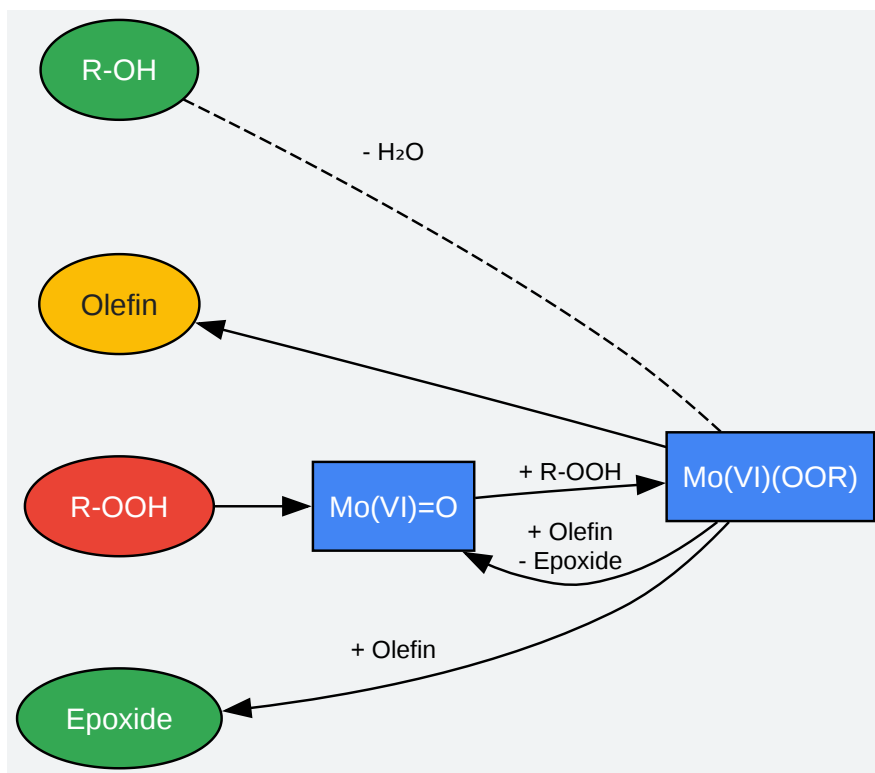 R-OH
- H₂O
Olefin
+ R-OOH
Mo(VI)(OOR)
R-OOH
Mo(VI)=O
+ Olefin
- Epoxide
+ Olefin
Epoxide